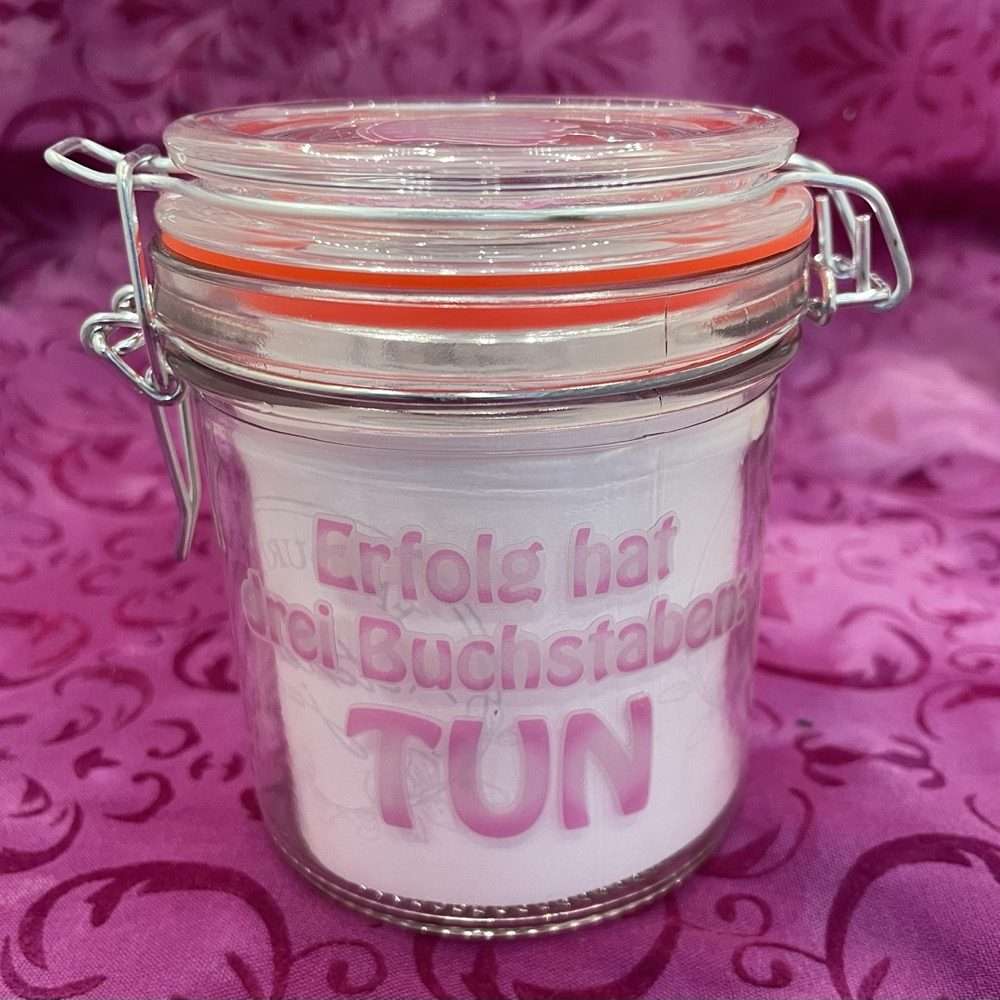 Erfolg hat
drei Buchstaben:
TUN